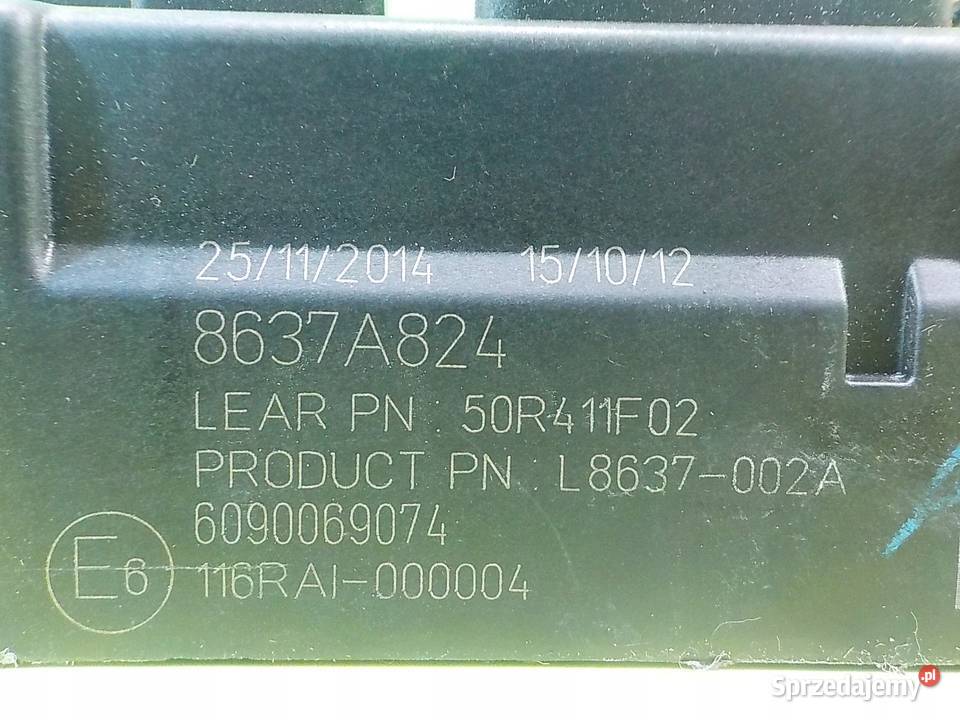 25/11/2014 15/10/12
8637A824
LEAR PN : 50R411F02
PRODUCT PN : L8637-002A
6090069074
E6 116RAI-000004
Sprzedajemy.pl